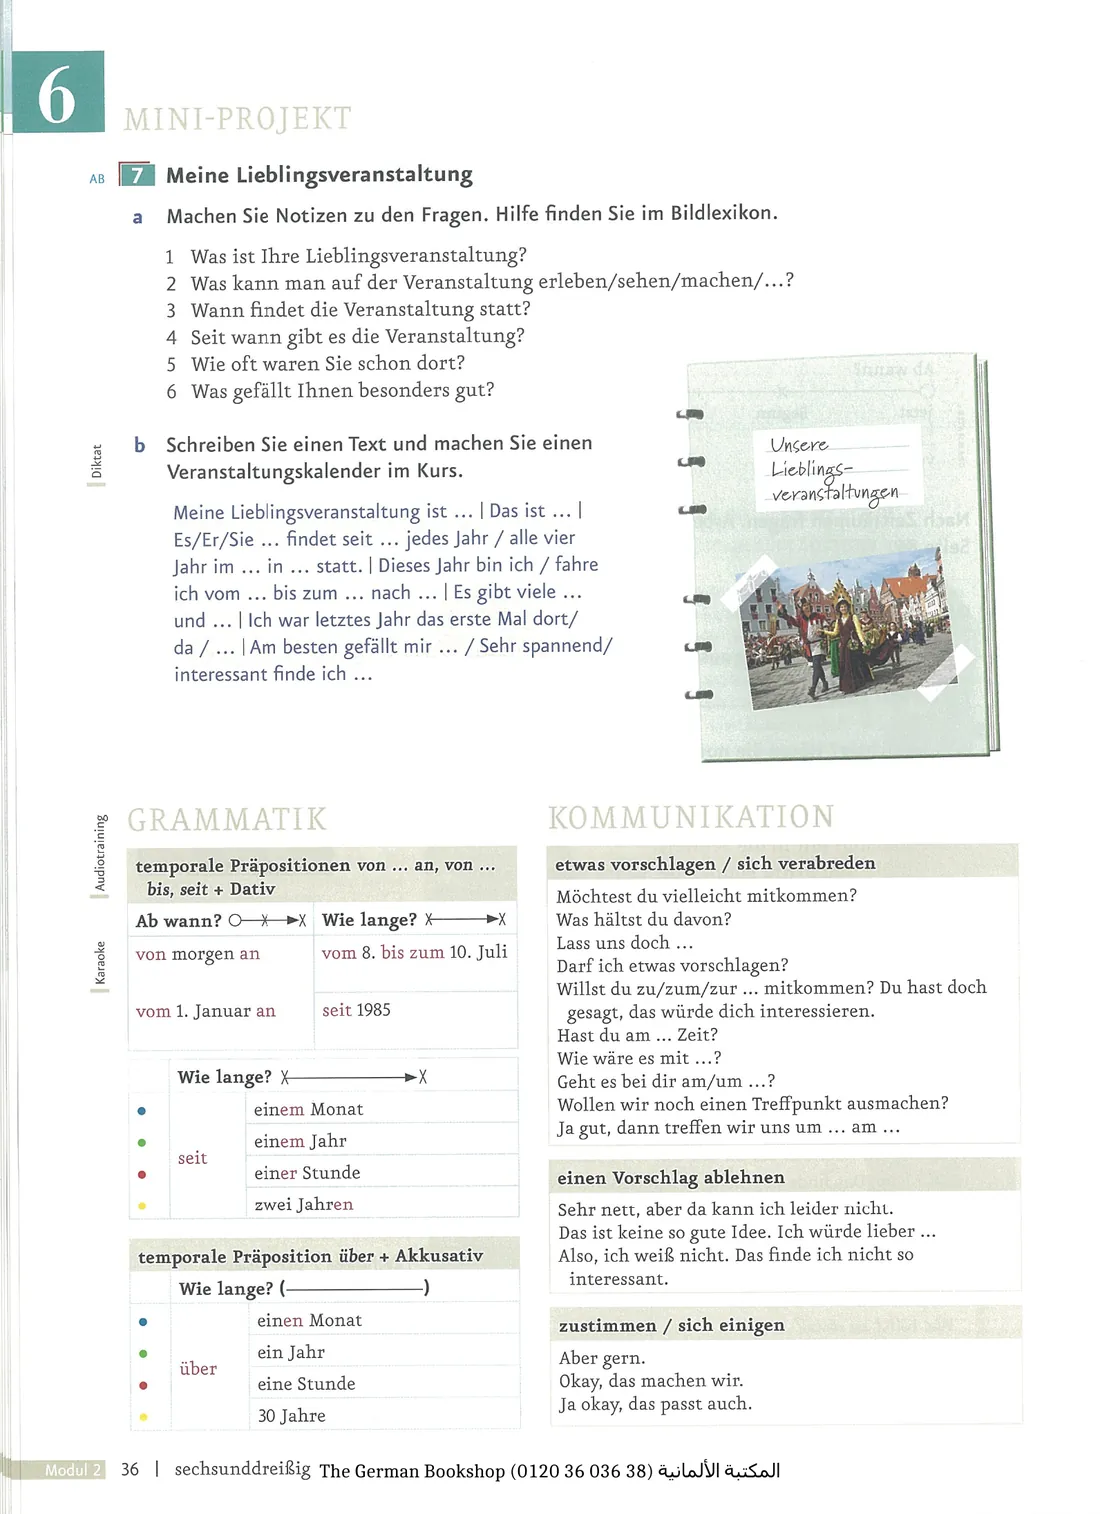 6
MINI-PROJEKT
AB 7 Meine Lieblingsveranstaltung
a Machen Sie Notizen zu den Fragen. Hilfe finden Sie im Bildlexikon.
1 Was ist Ihre Lieblingsveranstaltung?
2 Was kann man auf der Veranstaltung erleben/sehen/machen/...?
3 Wann findet die Veranstaltung statt?
4 Seit wann gibt es die Veranstaltung?
5 Wie oft waren Sie schon dort?
6 Was gefällt Ihnen besonders gut?
Diktat
b Schreiben Sie einen Text und machen Sie einen
Veranstaltungskalender im Kurs.
Meine Lieblingsveranstaltung ist ... | Das ist ... |
Es/Er/Sie ... findet seit ... jedes Jahr / alle vier
Jahr im ... in ... statt. | Dieses Jahr bin ich / fahre
ich vom ... bis zum ... nach ... | Es gibt viele ...
und ... | Ich war letztes Jahr das erste Mal dort/
da / ... | Am besten gefällt mir ... / Sehr spannend/
interessant finde ich ...
Unsere
Lieblings-
veranstaltungen
Audiotraining
Karaoke
GRAMMATIK
temporale Präpositionen von ... an, von ...
bis, seit + Dativ
Ab wann? Wie lange?
von morgen an vom 8. bis zum 10. Juli
vom 1. Januar an seit 1985
Wie lange?
seit
einem Monat
einem Jahr
einer Stunde
zwei Jahren
temporale Präposition über + Akkusativ
Wie lange? ( )
über
einen Monat
ein Jahr
eine Stunde
30 Jahre
KOMMUNIKATION
etwas vorschlagen / sich verabreden
Möchtest du vielleicht mitkommen?
Was hältst du davon?
Lass uns doch ...
Darf ich etwas vorschlagen?
Willst du zu/zum/zur ... mitkommen? Du hast doch
gesagt, das würde dich interessieren.
Hast du am ... Zeit?
Wie wäre es mit ...?
Geht es bei dir am/um ...?
Wollen wir noch einen Treffpunkt ausmachen?
Ja gut, dann treffen wir uns um ... am ...
einen Vorschlag ablehnen
Sehr nett, aber da kann ich leider nicht.
Das ist keine so gute Idee. Ich würde lieber ...
Also, ich weiß nicht. Das finde ich nicht so
interessant.
zustimmen / sich einigen
Aber gern.
Okay, das machen wir.
Ja okay, das passt auch.
Modul 2 36 | sechsunddreißig The German Bookshop (0120 36 036 38) المكتبة الألمانية